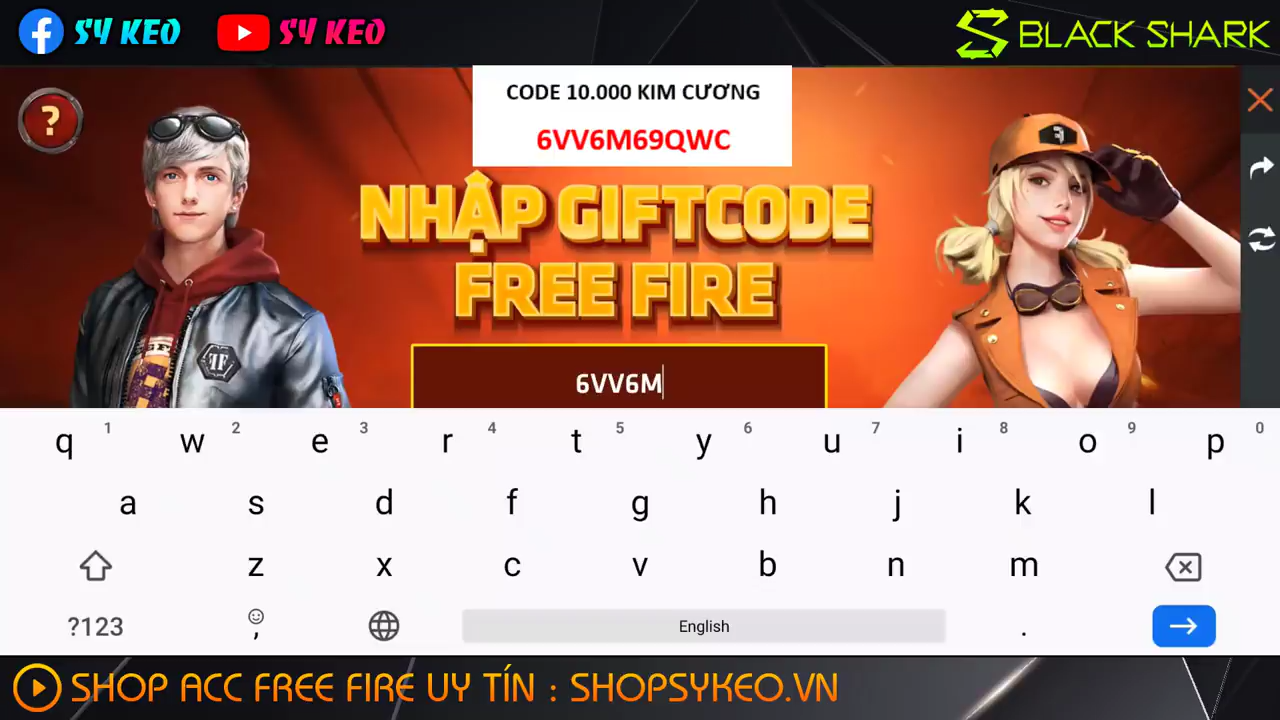 SY KEO
SY KEO
BLACK SHARK
CODE 10.000 KIM CƯƠNG
6VV6M69QWC
?
NHẬP GIFTCODE
FREE FIRE
6VV6M
q 1 w 2 e 3 r 4 t 5 y 6 u 7 i 8 o 9 p 0
a s d f g h j k l
z x c v b n m
?123 , English .
SHOP ACC FREE FIRE UY TÍN : SHOPSYKEO.VN